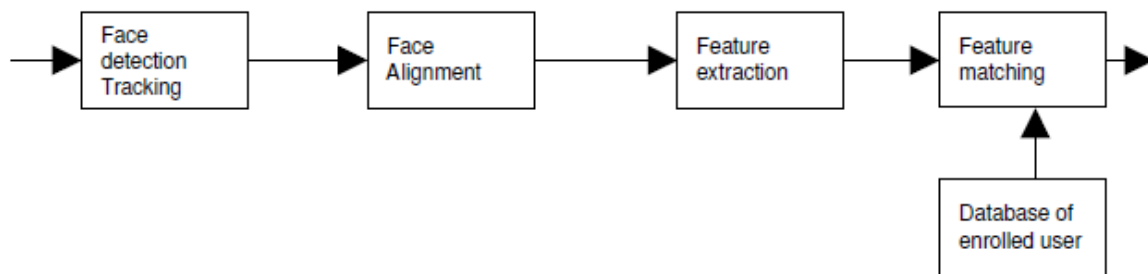 Face
detection
Tracking
Face
Alignment
Feature
extraction
Feature
matching
Database of
enrolled user